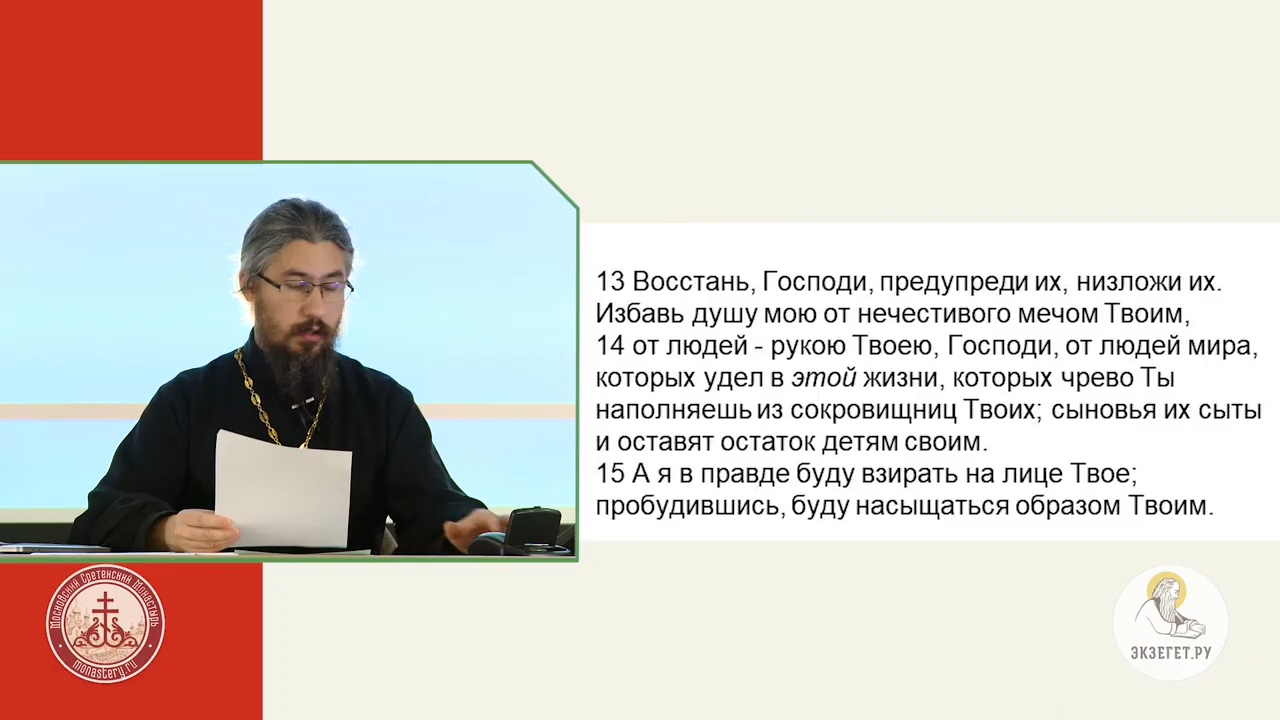 13 Восстань, Господи, предупреди их, низложи их.
Избавь душу мою от нечестивого мечом Твоим,
14 от людей - рукою Твоею, Господи, от людей мира,
которых удел в этой жизни, которых чрево Ты
наполняешь из сокровищниц Твоих; сыновья их сыты
и оставят остаток детям своим.
15 А я в правде буду взирать на лице Твое;
пробудившись, буду насыщаться образом Твоим.
Московский Сретенский Монастырь
monastery.ru
ЭКЗЕГЕТ.РУ